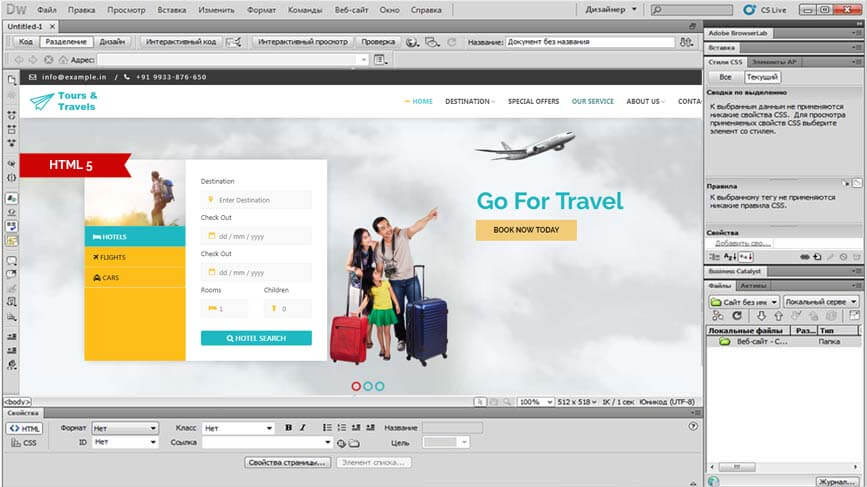 Dw Файл Правка Просмотр Вставка Изменить Формат Команды Веб-сайт Окно Справка Дизайнер CS Live
Untitled-1
Код Разделение Дизайн Интерактивный код Интерактивный просмотр Проверка Название: Документ без названия
Адрес:
info@example.in / +91 9933-876-650
Tours &
Travels
HOME DESTINATION SPECIAL OFFERS OUR SERVICE ABOUT US CONTA
HTML 5
HOTELS
FLIGHTS
CARS
Destination
Enter Destination
Check Out
dd / mm / yyyy
Check Out
dd / mm / yyyy
Rooms Children
1 0
HOTEL SEARCH
Go For Travel
BOOK NOW TODAY
<body> 100% 512 x 518 1К / 1 сек Юникод (UTF-8)
Свойства
HTML Формат Нет Класс Нет B I Название
CSS ID Нет Ссылка Цель
Свойства страницы... Элемент списка...
Adobe BrowserLab
Вставка
Стили CSS Элементы AP
Все Текущий
Сводка по выделению
К выбранным данным не применяются
никакие свойства CSS. Для просмотра
применяемых свойств CSS выберите
элемент со стилем.
Правила
К выбранному тегу не применяются
никакие правила CSS.
Свойства
Добавить сво...
Business Catalyst
Файлы Активы
Сайт без име Локальный серве
Локальные файлы Раз... Тип
Веб-сайт - С... Папка
Журнал...